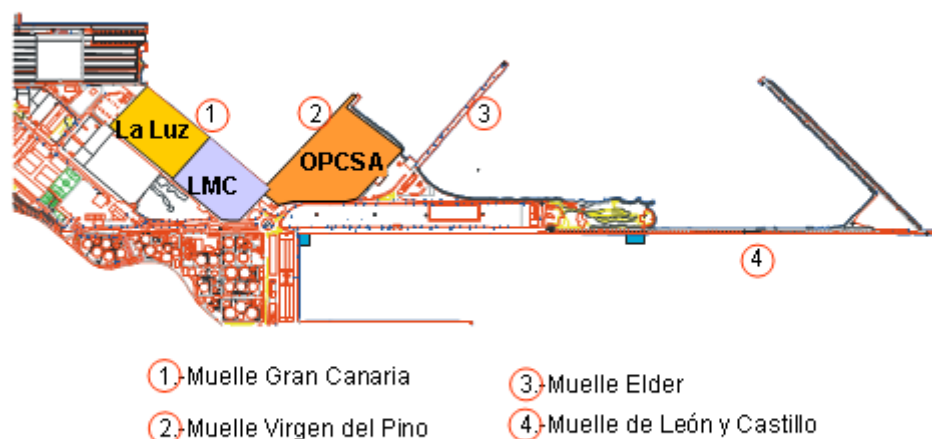 1
2
3
La Luz
OPCSA
LMC
4
1.-Muelle Gran Canaria
3.-Muelle Elder
2.-Muelle Virgen del Pino
4.-Muelle de León y Castillo